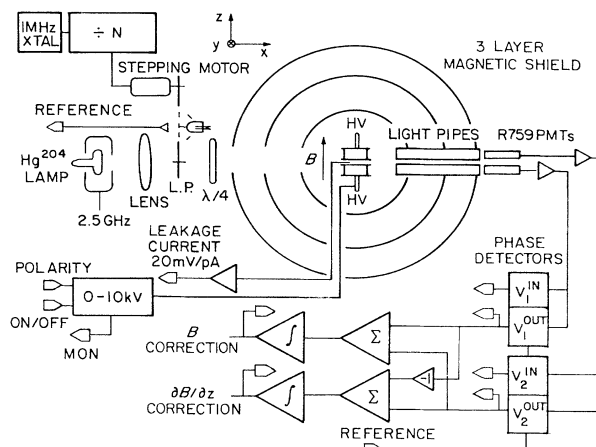 1MHz
XTAL
÷ N
STEPPING MOTOR
z
y
x
3 LAYER
MAGNETIC SHIELD
REFERENCE
HV
LIGHT PIPES
R759 PMTs
B
Hg204
LAMP
LENS
L.P.
λ/4
HV
2.5 GHz
LEAKAGE
CURRENT
20mV/pA
PHASE
DETECTORS
POLARITY
0-10kV
ON/OFF
MON
B
CORRECTION
∫
Σ
V1IN
V1OUT
∂B/∂z
CORRECTION
∫
Σ
-1
V2IN
V2OUT
REFERENCE